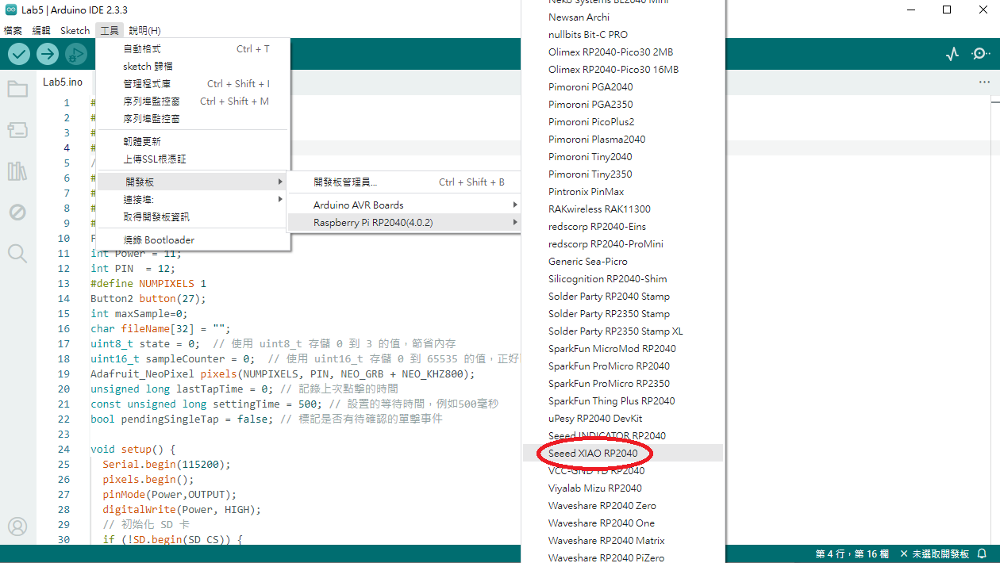 Lab5 | Arduino IDE 2.3.3
檔案 編輯 Sketch 工具 說明(H)
自動格式 Ctrl + T
sketch 歸檔
管理程式庫 Ctrl + Shift + I
序列埠監控窗 Ctrl + Shift + M
序列埠監控窗
韌體更新
上傳SSL根憑証
開發板
連接埠:
取得開發板資訊
燒錄 Bootloader
開發板管理員... Ctrl + Shift + B
Arduino AVR Boards
Raspberry Pi RP2040(4.0.2)
Neko Systems BL2040 Mini
Newsan Archi
nullbits Bit-C PRO
Olimex RP2040-Pico30 2MB
Olimex RP2040-Pico30 16MB
Pimoroni PGA2040
Pimoroni PGA2350
Pimoroni PicoPlus2
Pimoroni Plasma2040
Pimoroni Tiny2040
Pimoroni Tiny2350
Pintronix PinMax
RAKwireless RAK11300
redscorp RP2040-Eins
redscorp RP2040-ProMini
Generic Sea-Picro
Silicognition RP2040-Shim
Solder Party RP2040 Stamp
Solder Party RP2350 Stamp
Solder Party RP2350 Stamp XL
SparkFun MicroMod RP2040
SparkFun ProMicro RP2040
SparkFun ProMicro RP2350
SparkFun Thing Plus RP2040
uPesy RP2040 DevKit
Seeed INDICATOR RP2040
Seeed XIAO RP2040
VCC-GND YD RP2040
Viyalab Mizu RP2040
Waveshare RP2040 Zero
Waveshare RP2040 One
Waveshare RP2040 Matrix
Waveshare RP2040 PiZero
Lab5.ino
1 #
2 #
3 #
4 #
5 /
6 #
7 #
8 #
9 #
10 F
11 int Power = 11;
12 int PIN  = 12;
13 #define NUMPIXELS 1
14 Button2 button(27);
15 int maxSample=0;
16 char fileName[32] = "";
17 uint8_t state = 0;  // 使用 uint8_t 存儲 0 到 3 的值，節省內存
18 uint16_t sampleCounter = 0;  // 使用 uint16_t 存儲 0 到 65535 的值，正好
19 Adafruit_NeoPixel pixels(NUMPIXELS, PIN, NEO_GRB + NEO_KHZ800);
20 unsigned long lastTapTime = 0; // 記錄上次點擊的時間
21 const unsigned long settingTime = 500; // 設置的等待時間，例如500毫秒
22 bool pendingSingleTap = false; // 標記是否有待確認的單擊事件
23
24 void setup() {
25 Serial.begin(115200);
26 pixels.begin();
27 pinMode(Power,OUTPUT);
28 digitalWrite(Power, HIGH);
29 // 初始化 SD 卡
30 if (!SD.begin(SD_CS)) {
第 4 行，第 16 欄 × 未選取開發板